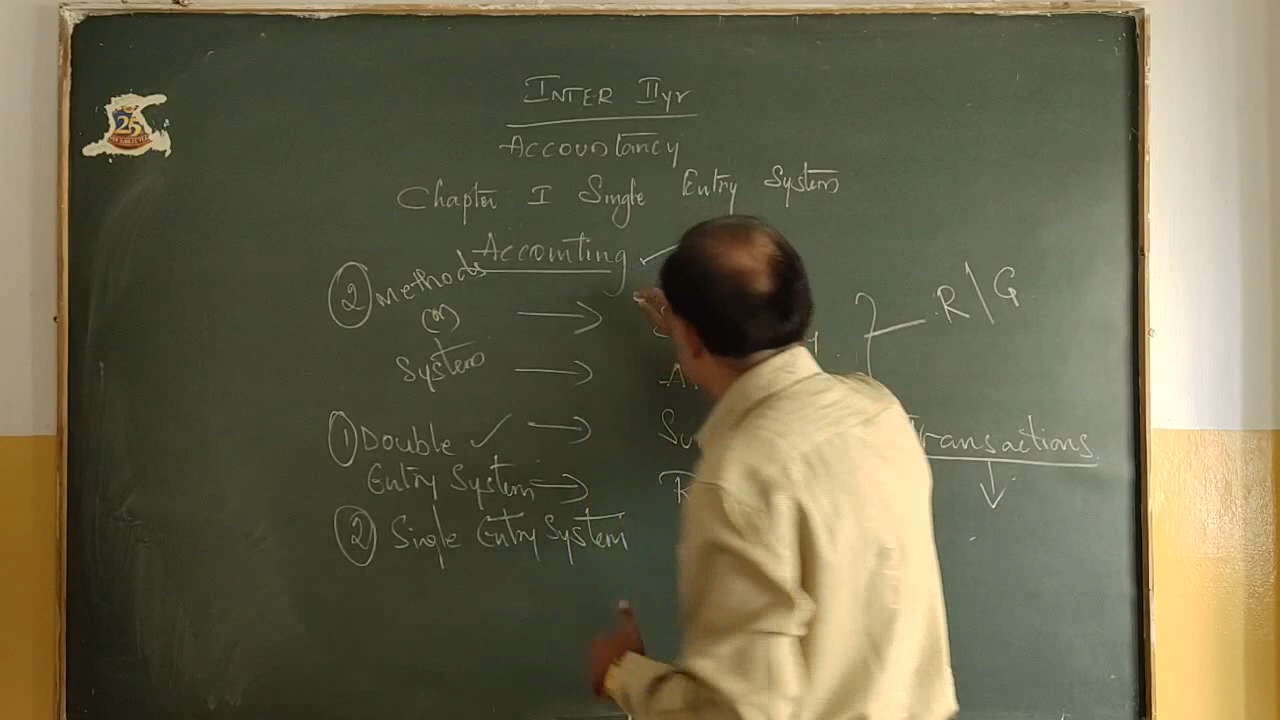 25
INTER IIyr
Accountancy
Chapter I Single Entry System
Accounting
② methods
(or)
System
R/G
① Double
Entry System
② Single Entry System
Transactions